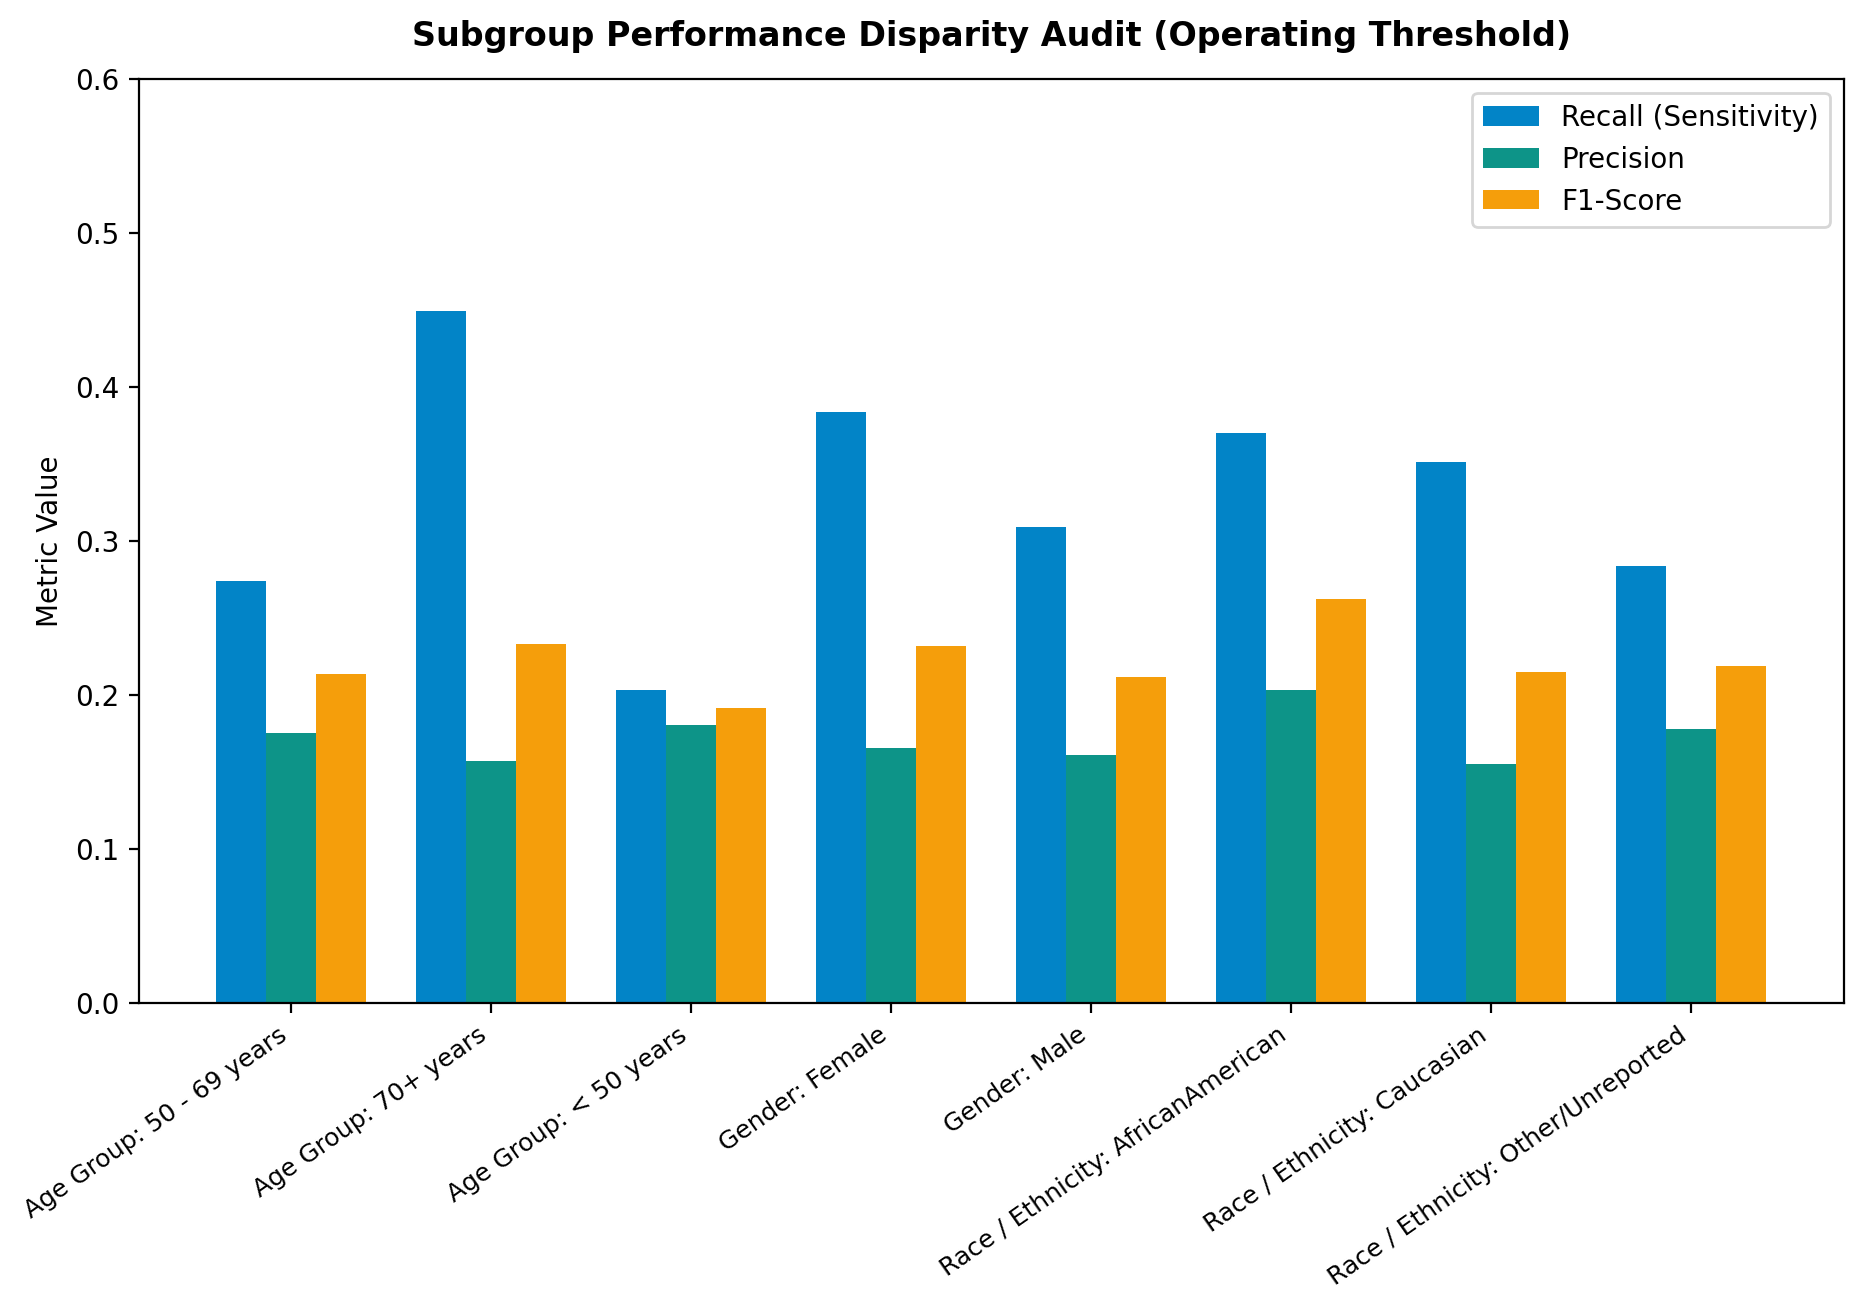 Subgroup Performance Disparity Audit (Operating Threshold)
Recall (Sensitivity)
Precision
F1-Score
Metric Value
0.6
0.5
0.4
0.3
0.2
0.1
0.0
Age Group: 50 - 69 years
Age Group: 70+ years
Age Group: < 50 years
Gender: Female
Gender: Male
Race / Ethnicity: AfricanAmerican
Race / Ethnicity: Caucasian
Race / Ethnicity: Other/Unreported